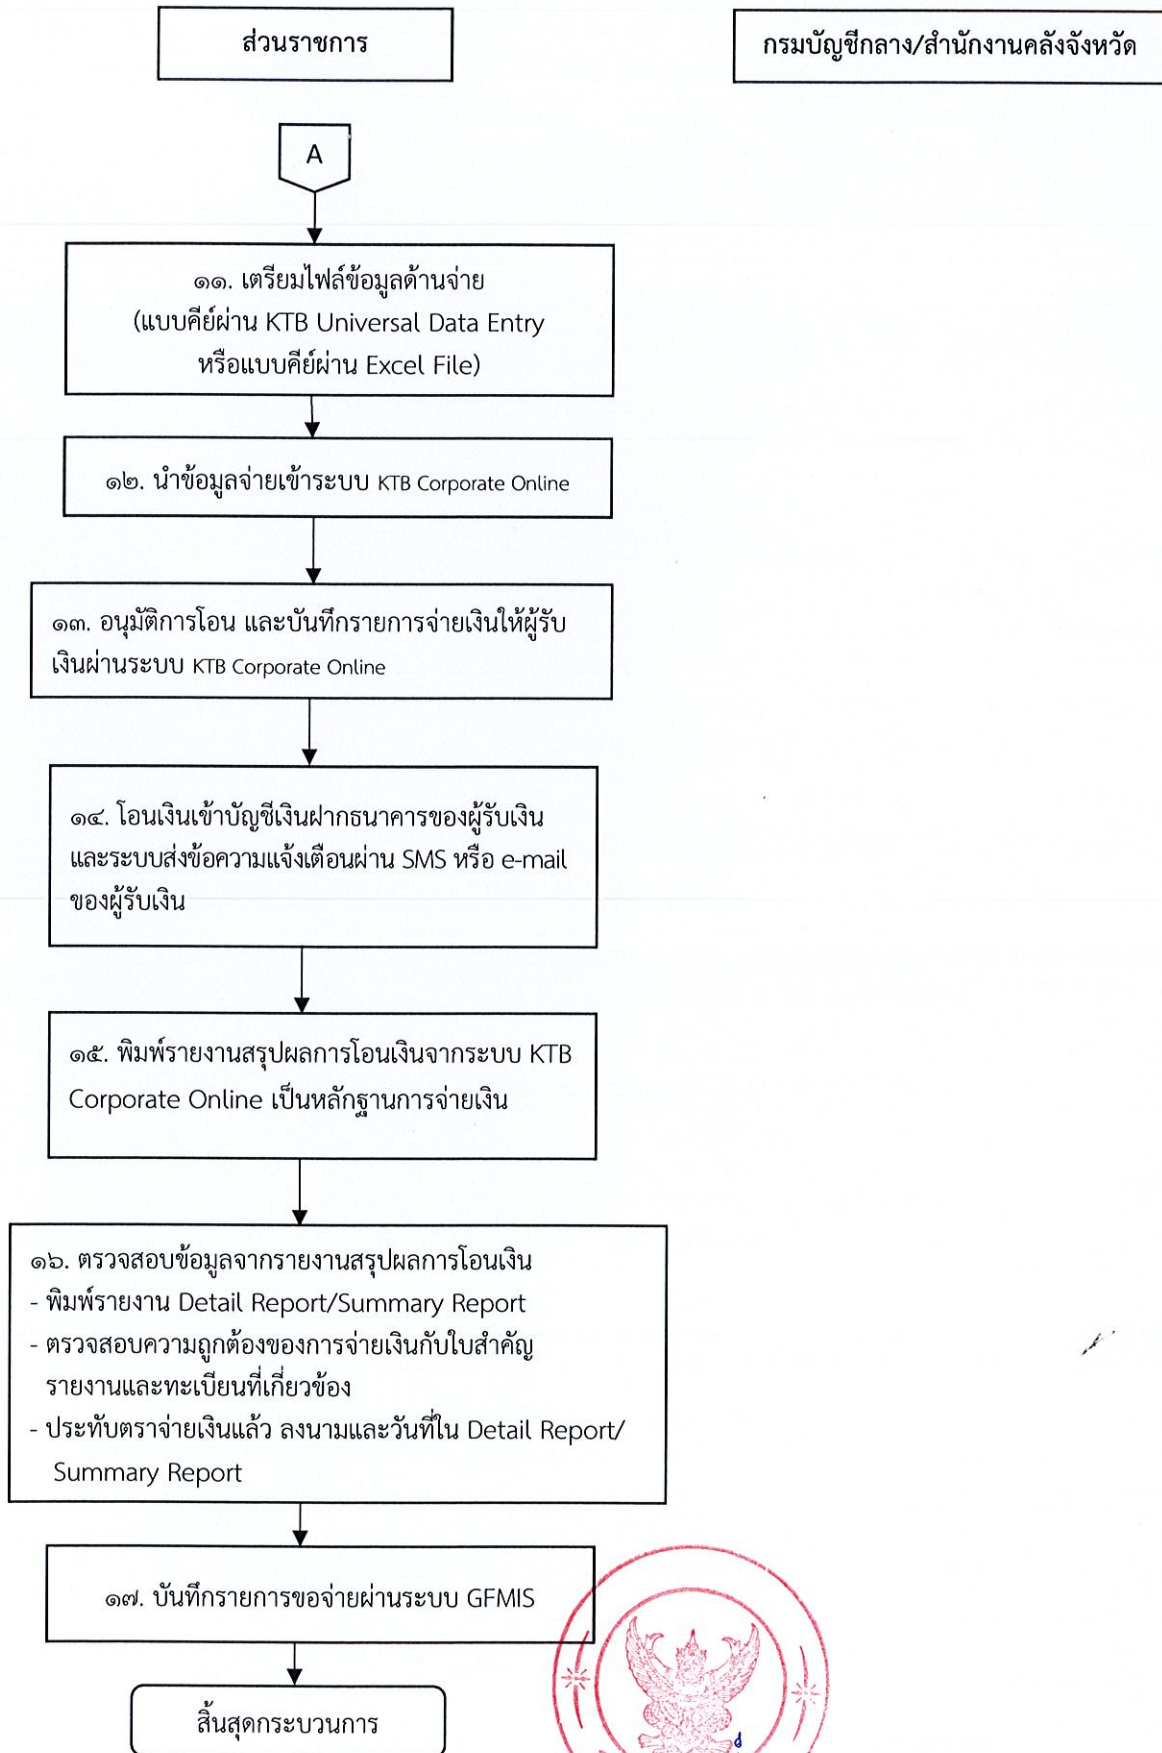 ส่วนราชการ
กรมบัญชีกลาง/สำนักงานคลังจังหวัด
A
๑๑. เตรียมไฟล์ข้อมูลด้านจ่าย
(แบบคีย์ผ่าน KTB Universal Data Entry
หรือแบบคีย์ผ่าน Excel File)
๑๒. นำข้อมูลจ่ายเข้าระบบ KTB Corporate Online
๑๓. อนุมัติการโอน และบันทึกรายการจ่ายเงินให้ผู้รับ
เงินผ่านระบบ KTB Corporate Online
๑๔. โอนเงินเข้าบัญชีเงินฝากธนาคารของผู้รับเงิน
และระบบส่งข้อความแจ้งเตือนผ่าน SMS หรือ e-mail
ของผู้รับเงิน
๑๕. พิมพ์รายงานสรุปผลการโอนเงินจากระบบ KTB
Corporate Online เป็นหลักฐานการจ่ายเงิน
๑๖. ตรวจสอบข้อมูลจากรายงานสรุปผลการโอนเงิน
- พิมพ์รายงาน Detail Report/Summary Report
- ตรวจสอบความถูกต้องของการจ่ายเงินกับใบสำคัญ
รายงานและทะเบียนที่เกี่ยวข้อง
- ประทับตราจ่ายเงินแล้ว ลงนามและวันที่ใน Detail Report/
Summary Report
๑๗. บันทึกรายการขอจ่ายผ่านระบบ GFMIS
สิ้นสุดกระบวนการ